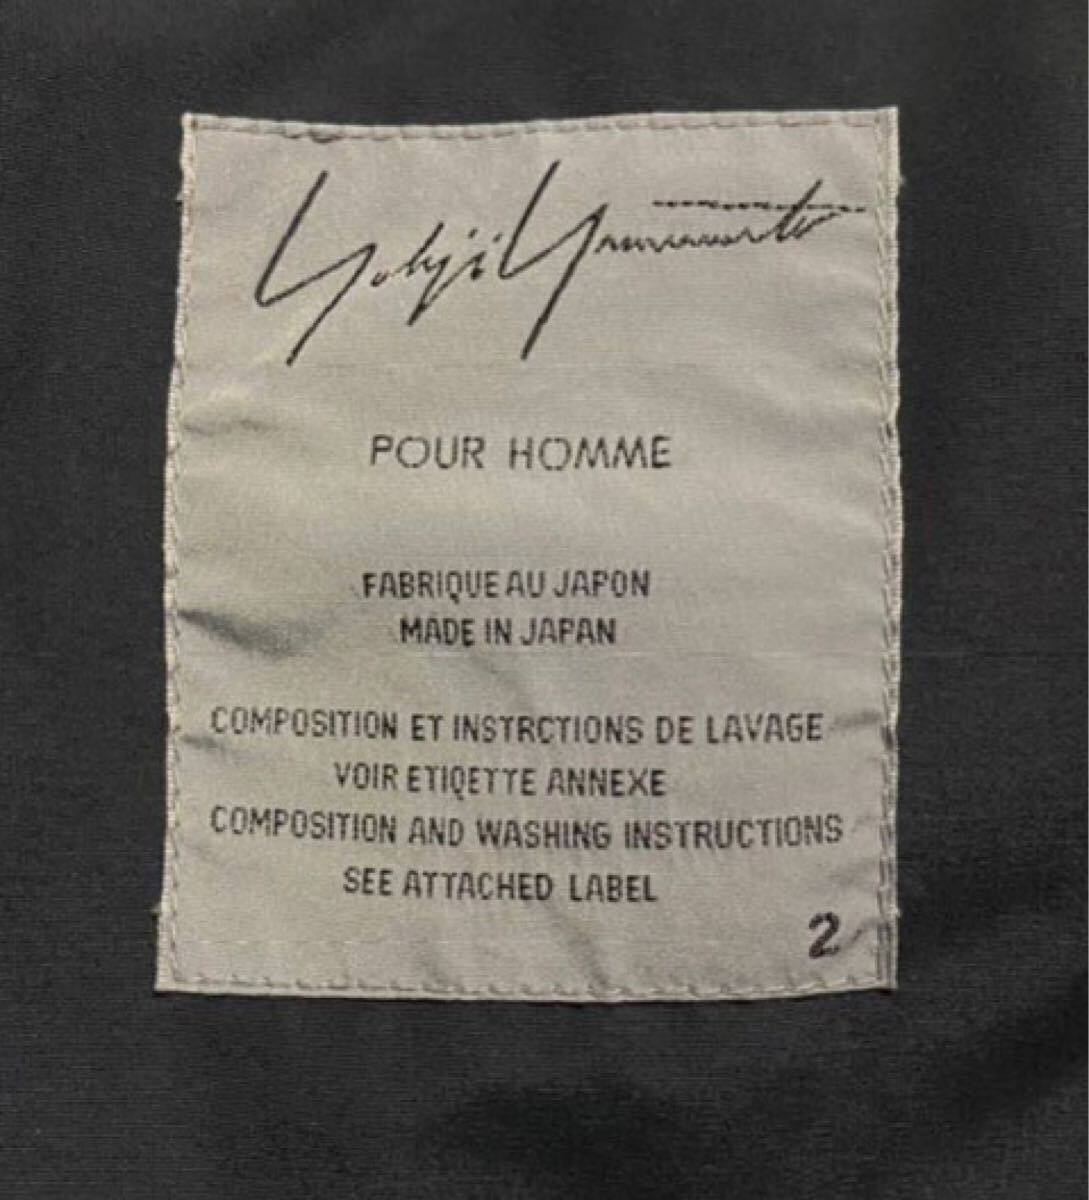 Yohji Yamamoto
POUR HOMME
FABRIQUE AU JAPON
MADE IN JAPAN
COMPOSITION ET INSTRCTIONS DE LAVAGE
VOIR ETIQETTE ANNEXE
COMPOSITION AND WASHING INSTRUCTIONS
SEE ATTACHED LABEL
2